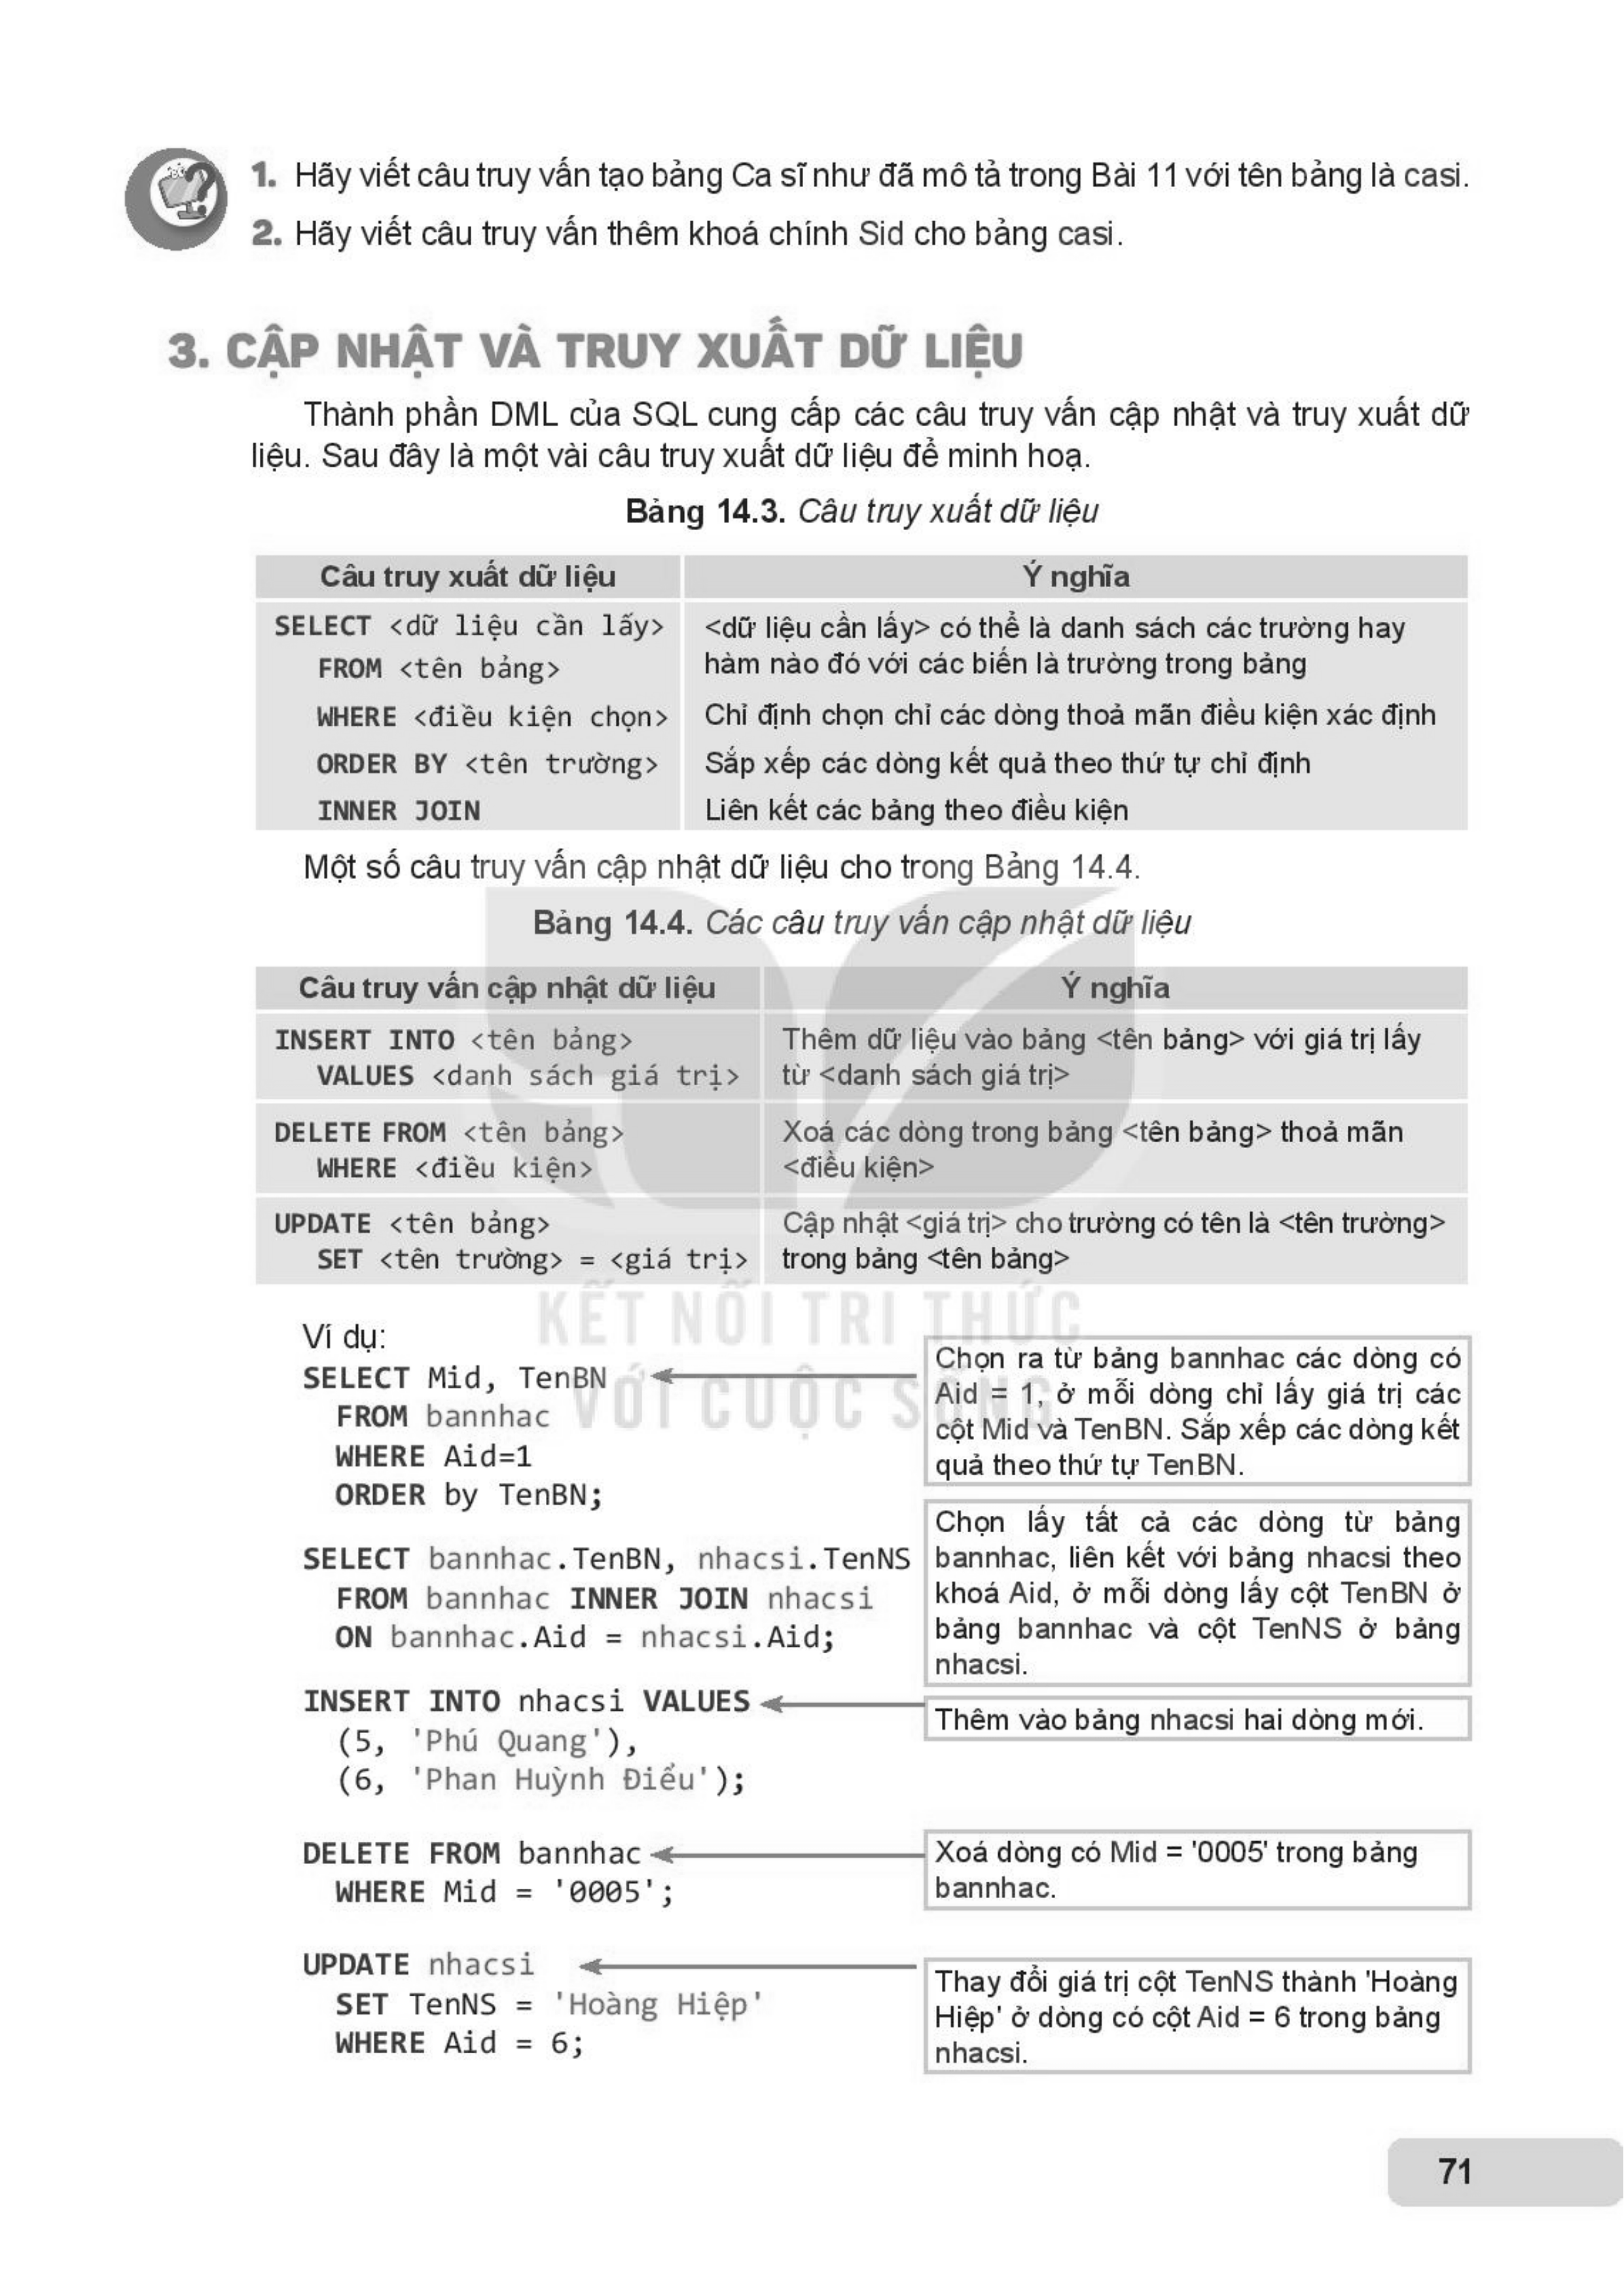 1. Hãy viết câu truy vấn tạo bảng Ca sĩ như đã mô tả trong Bài 11 với tên bảng là casi.
2. Hãy viết câu truy vấn thêm khoá chính Sid cho bảng casi.
3. CẬP NHẬT VÀ TRUY XUẤT DỮ LIỆU
Thành phần DML của SQL cung cấp các câu truy vấn cập nhật và truy xuất dữ
liệu. Sau đây là một vài câu truy xuất dữ liệu để minh hoạ.
Bảng 14.3. Câu truy xuất dữ liệu
Câu truy xuất dữ liệu
Ý nghĩa
SELECT <dữ liệu cần lấy>
FROM <tên bảng>
<dữ liệu cần lấy> có thể là danh sách các trường hay
hàm nào đó với các biến là trường trong bảng
WHERE <điều kiện chọn>
Chỉ định chọn chỉ các dòng thoả mãn điều kiện xác định
ORDER BY <tên trường>
Sắp xếp các dòng kết quả theo thứ tự chỉ định
INNER JOIN
Liên kết các bảng theo điều kiện
Một số câu truy vấn cập nhật dữ liệu cho trong Bảng 14.4.
Bảng 14.4. Các câu truy vấn cập nhật dữ liệu
Câu truy vấn cập nhật dữ liệu
Ý nghĩa
INSERT INTO <tên bảng>
VALUES <danh sách giá trị>
Thêm dữ liệu vào bảng <tên bảng> với giá trị lấy
từ <danh sách giá trị>
DELETE FROM <tên bảng>
WHERE <điều kiện>
Xoá các dòng trong bảng <tên bảng> thoả mãn
<điều kiện>
UPDATE <tên bảng>
SET <tên trường> = <giá trị>
Cập nhật <giá trị> cho trường có tên là <tên trường>
trong bảng <tên bảng>
KẾT NỐI TRI THỨC
VỚI CUỘC SỐNG
Ví dụ:
SELECT Mid, TenBN
FROM bannhac
WHERE Aid=1
ORDER by TenBN;
Chọn ra từ bảng bannhac các dòng có
Aid = 1, ở mỗi dòng chỉ lấy giá trị các
cột Mid và TenBN. Sắp xếp các dòng kết
quả theo thứ tự TenBN.
SELECT bannhac.TenBN, nhacsi.TenNS
FROM bannhac INNER JOIN nhacsi
ON bannhac.Aid = nhacsi.Aid;
Chọn lấy tất cả các dòng từ bảng
bannhac, liên kết với bảng nhacsi theo
khoá Aid, ở mỗi dòng lấy cột TenBN ở
bảng bannhac và cột TenNS ở bảng
nhacsi.
INSERT INTO nhacsi VALUES
(5, 'Phú Quang'),
(6, 'Phan Huỳnh Điểu');
Thêm vào bảng nhacsi hai dòng mới.
DELETE FROM bannhac
WHERE Mid = '0005';
Xoá dòng có Mid = '0005' trong bảng
bannhac.
UPDATE nhacsi
SET TenNS = 'Hoàng Hiệp'
WHERE Aid = 6;
Thay đổi giá trị cột TenNS thành 'Hoàng
Hiệp' ở dòng có cột Aid = 6 trong bảng
nhacsi.
71